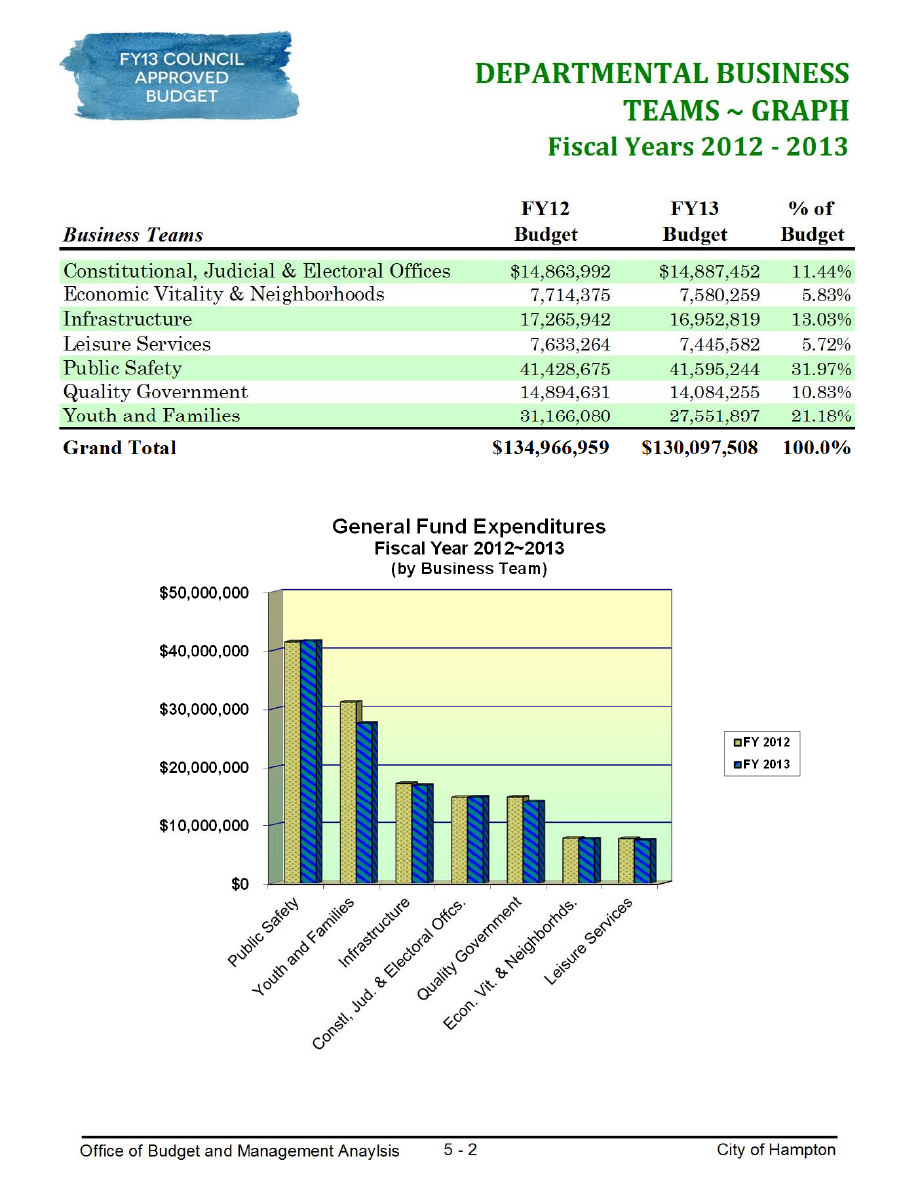 FY13 COUNCIL
APPROVED
BUDGET
DEPARTMENTAL BUSINESS
TEAMS ~ GRAPH
Fiscal Years 2012 - 2013
FY12 FY13 % of
Business Teams Budget Budget Budget
Constitutional, Judicial & Electoral Offices $14,863,992 $14,887,452 11.44%
Economic Vitality & Neighborhoods 7,714,375 7,580,259 5.83%
Infrastructure 17,265,942 16,952,819 13.03%
Leisure Services 7,633,264 7,445,582 5.72%
Public Safety 41,428,675 41,595,244 31.97%
Quality Government 14,894,631 14,084,255 10.83%
Youth and Families 31,166,080 27,551,897 21.18%
Grand Total $134,966,959 $130,097,508 100.0%
General Fund Expenditures
Fiscal Year 2012~2013
(by Business Team)
$50,000,000
$40,000,000
$30,000,000
$20,000,000
$10,000,000
$0
FY 2012
FY 2013
Public Safety
Youth and Families
Infrastructure
Constl, Jud. & Electoral Offcs.
Quality Government
Econ. Vit. & Neighborhds.
Leisure Services
Office of Budget and Management Anaylsis 5 - 2 City of Hampton